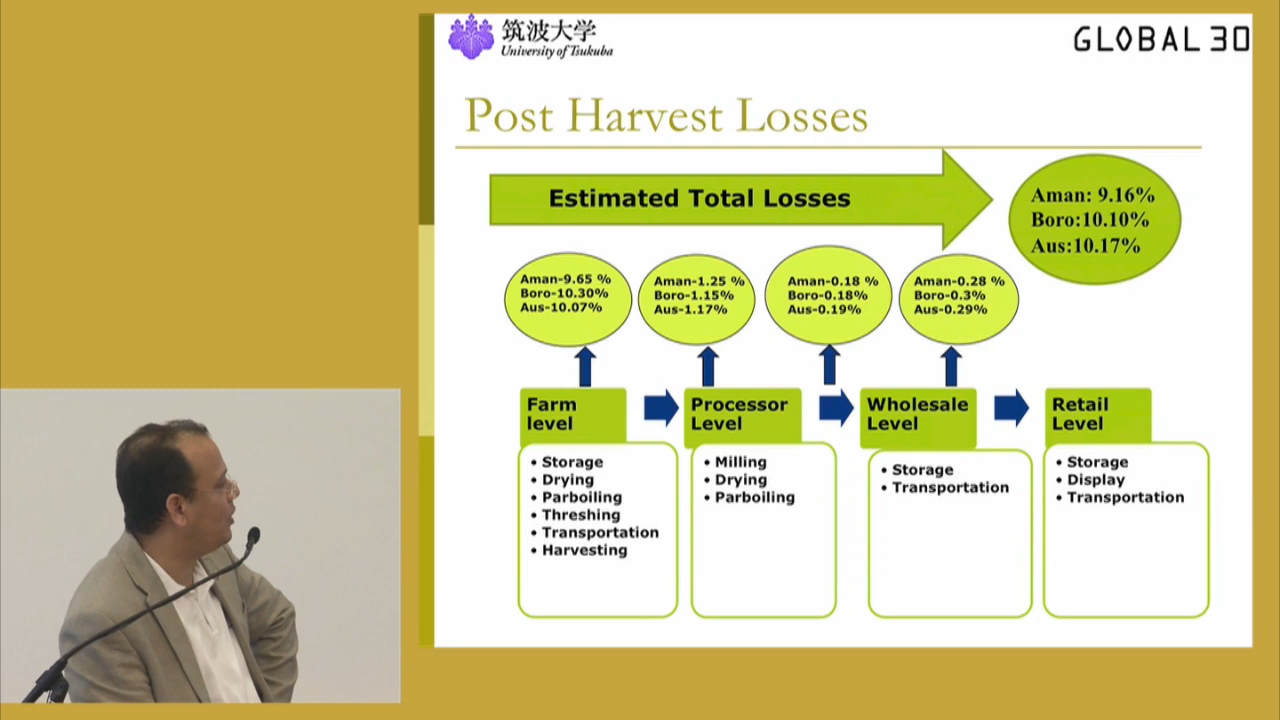 筑波大学
University of Tsukuba
GLOBAL 30
Post Harvest Losses
Estimated Total Losses
Aman: 9.16%
Boro:10.10%
Aus:10.17%
Aman-9.65 %
Boro-10.30%
Aus-10.07%
Aman-1.25 %
Boro-1.15%
Aus-1.17%
Aman-0.18 %
Boro-0.18%
Aus-0.19%
Aman-0.28 %
Boro-0.3%
Aus-0.29%
Farm
level
• Storage
• Drying
• Parboiling
• Threshing
• Transportation
• Harvesting
Processor
Level
• Milling
• Drying
• Parboiling
Wholesale
Level
• Storage
• Transportation
Retail
Level
• Storage
• Display
• Transportation